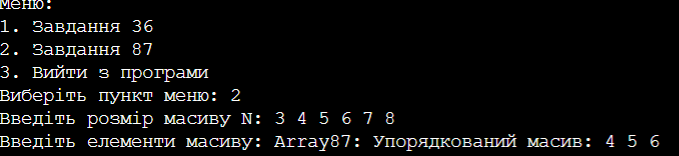 Меню:
1. Завдання 36
2. Завдання 87
3. Вийти з програми
Виберіть пункт меню: 2
Введіть розмір масиву N: 3 4 5 6 7 8
Введіть елементи масиву: Array87: Упорядкований масив: 4 5 6